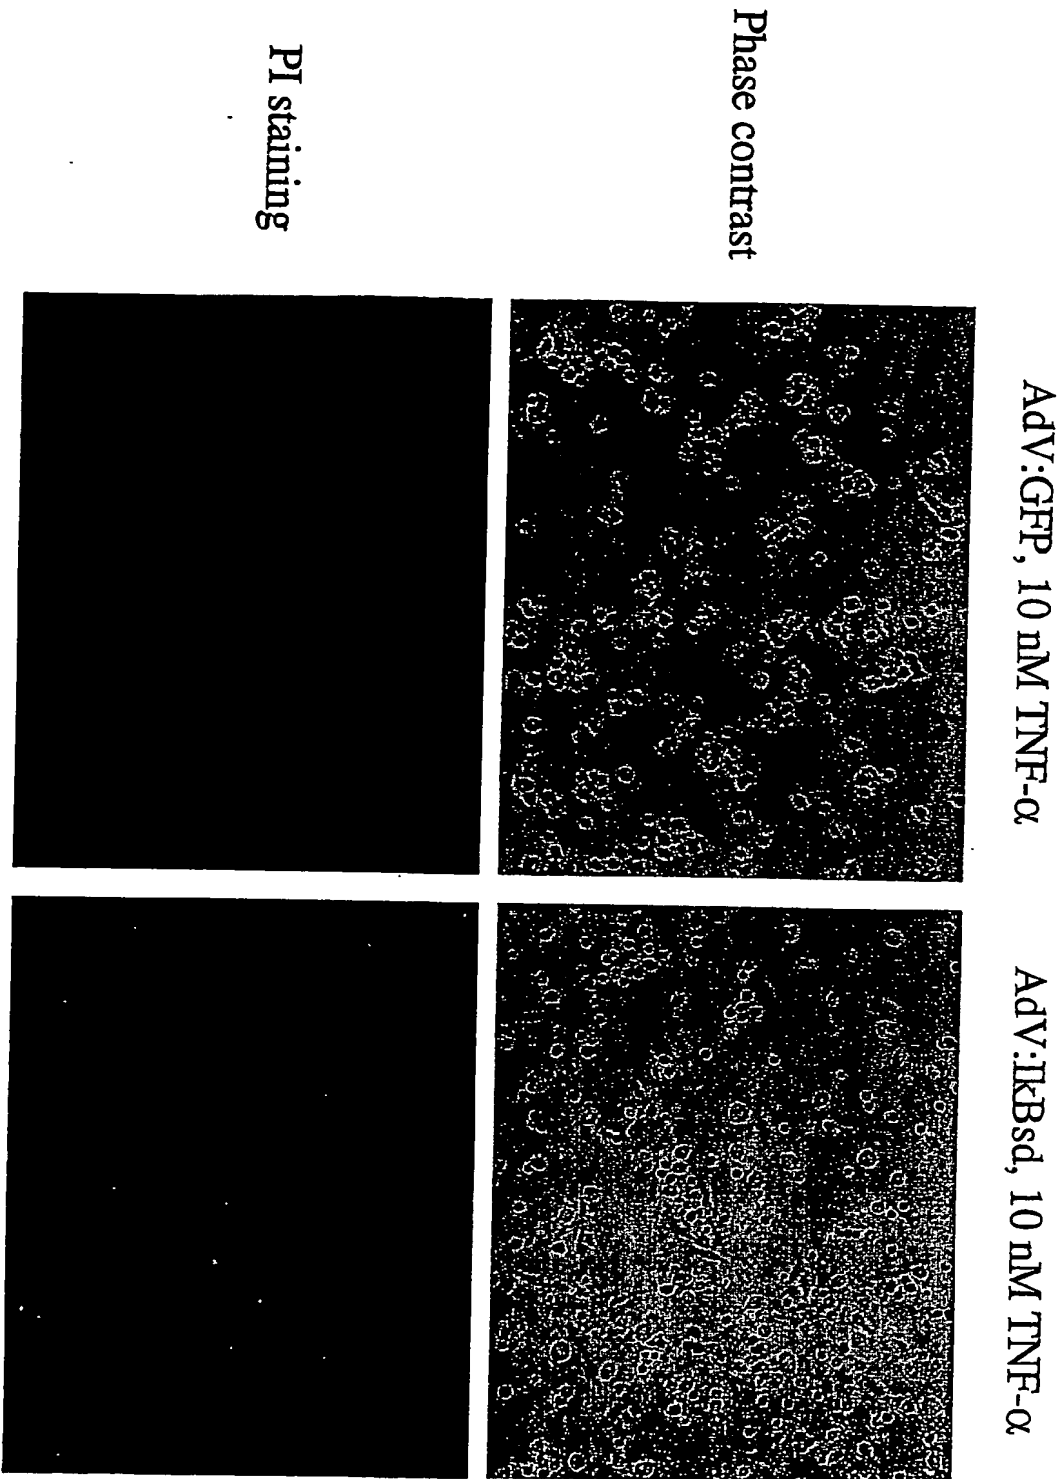 AdV:GFP, 10 nM TNF-α
AdV:IkBsd, 10 nM TNF-α
Phase contrast
PI staining